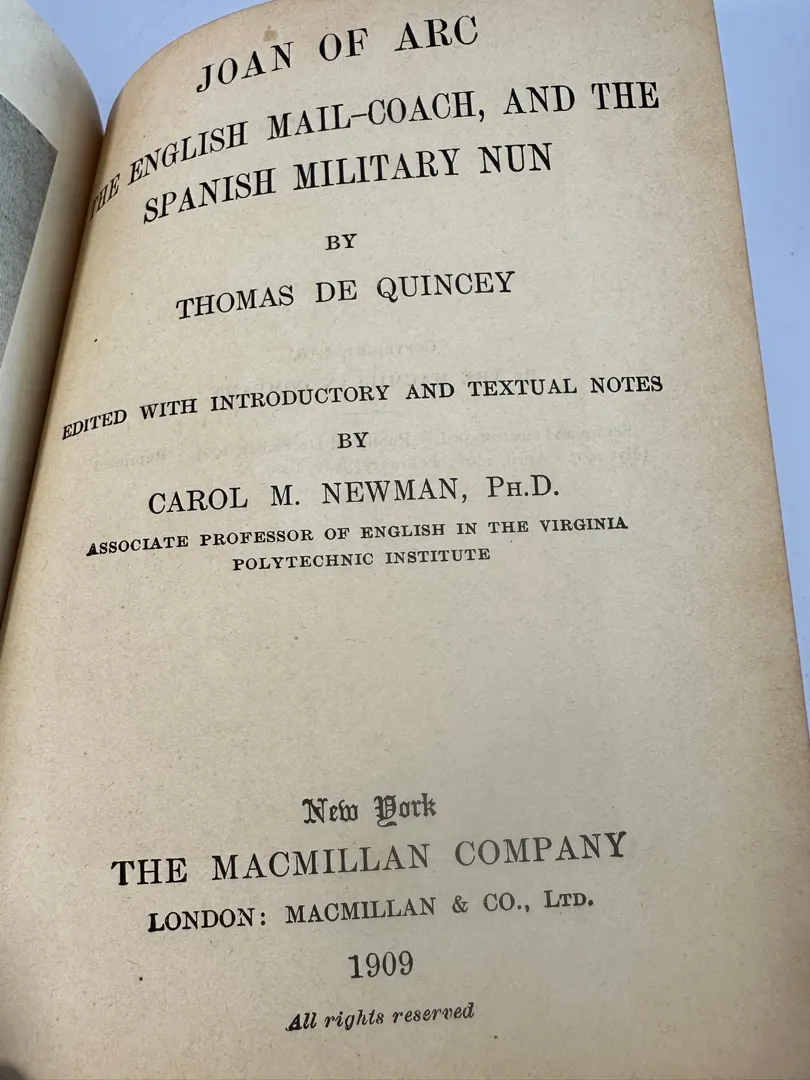 JOAN OF ARC
THE ENGLISH MAIL-COACH, AND THE
SPANISH MILITARY NUN
BY
THOMAS DE QUINCEY
EDITED WITH INTRODUCTORY AND TEXTUAL NOTES
BY
CAROL M. NEWMAN, PH.D.
ASSOCIATE PROFESSOR OF ENGLISH IN THE VIRGINIA
POLYTECHNIC INSTITUTE
New York
THE MACMILLAN COMPANY
LONDON: MACMILLAN & CO., LTD.
1909
All rights reserved